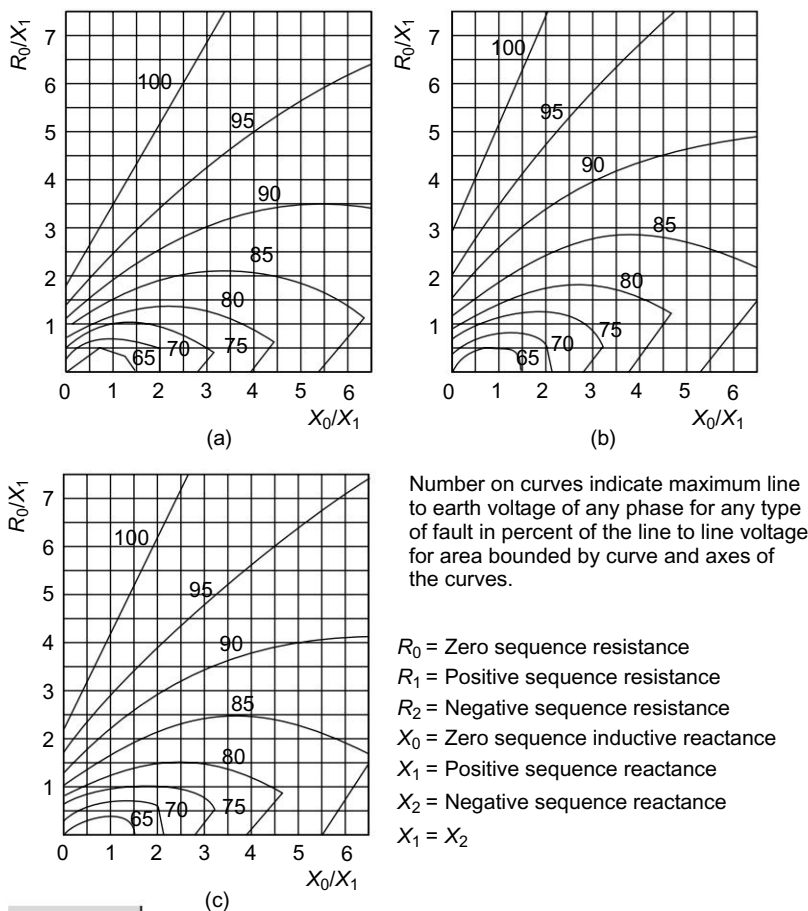 R0/X1
7
6
5
4
3
2
1
100
95
90
85
80
75
70
65
0 1 2 3 4 5 6
X0/X1
(a)
R0/X1
7
6
5
4
3
2
1
100
95
90
85
80
75
70
65
0 1 2 3 4 5 6
X0/X1
(b)
R0/X1
7
6
5
4
3
2
1
100
95
90
85
80
75
70
65
0 1 2 3 4 5 6
X0/X1
(c)
Number on curves indicate maximum line
to earth voltage of any phase for any type
of fault in percent of the line to line voltage
for area bounded by curve and axes of
the curves.
R0 = Zero sequence resistance
R1 = Positive sequence resistance
R2 = Negative sequence resistance
X0 = Zero sequence inductive reactance
X1 = Positive sequence reactance
X2 = Negative sequence reactance
X1 = X2